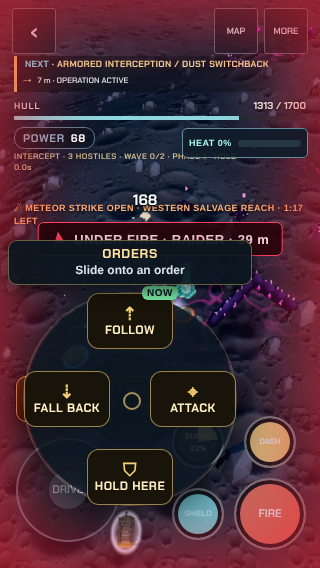 ‹
MAP
MORE
NEXT · ARMORED INTERCEPTION / DUST SWITCHBACK
→ 7 m · OPERATION ACTIVE
HULL
1313 / 1700
POWER 68
HEAT 0%
INTERCEPT · 3 HOSTILES · WAVE 0/2 ·
0.0s
168
METEOR STRIKE OPEN · WESTERN SALVAGE REACH · 1:17
LEFT
UNDER FIRE · RAIDER · 29 m
ORDERS
Slide onto an order
NOW
FOLLOW
FALL BACK
ATTACK
HOLD HERE
23%
DASH
DRIVE
SHIELD
FIRE